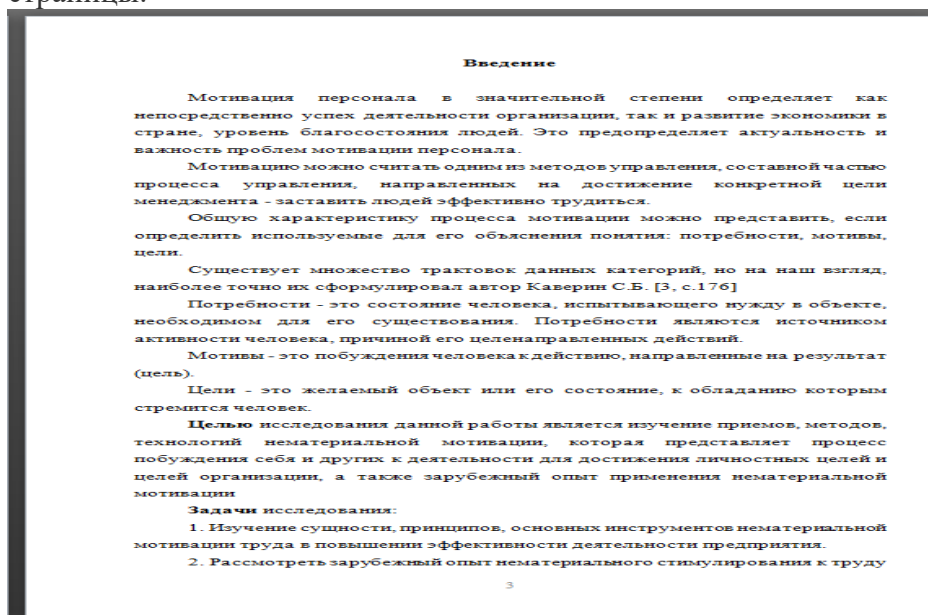 страницы.
Введение
Мотивация персонала в значительной степени определяет как
непосредственно успех деятельности организации, так и развитие экономики в
стране, уровень благосостояния людей. Это предопределяет актуальность и
важность проблем мотивации персонала.
Мотивацию можно считать одним из методов управления, составной частью
процесса управления, направленных на достижение конкретной цели
менеджмента - заставить людей эффективно трудиться.
Общую характеристику процесса мотивации можно представить, если
определить используемые для его объяснения понятия: потребности, мотивы,
цели.
Существует множество трактовок данных категорий, но на наш взгляд,
наиболее точно их сформулировал автор Каверин С.Б. [3, с.176]
Потребности - это состояние человека, испытывающего нужду в объекте,
необходимом для его существования. Потребности являются источником
активности человека, причиной его целенаправленных действий.
Мотивы - это побуждения человека к действию, направленные на результат
(цель).
Цели - это желаемый объект или его состояние, к обладанию которым
стремится человек.
Целью исследования данной работы является изучение приемов, методов,
технологий нематериальной мотивации, которая представляет процесс
побуждения себя и других к деятельности для достижения личностных целей и
целей организации, а также зарубежный опыт применения нематериальной
мотивации
Задачи исследования:
1. Изучение сущности, принципов, основных инструментов нематериальной
мотивации труда в повышении эффективности деятельности предприятия.
2. Рассмотреть зарубежный опыт нематериального стимулирования к труду
3